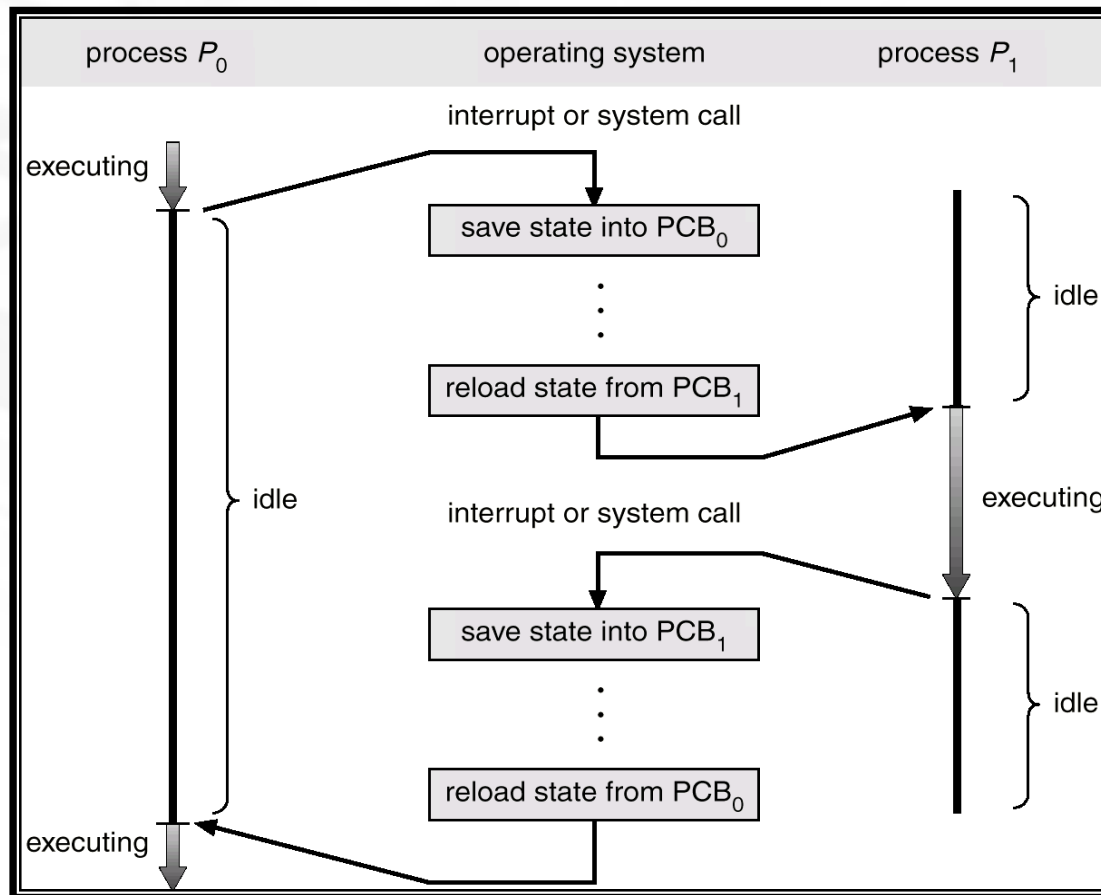 process P0
operating system
process P1
interrupt or system call
executing
save state into PCB0
idle
reload state from PCB1
idle
interrupt or system call
executing
save state into PCB1
idle
reload state from PCB0
executing